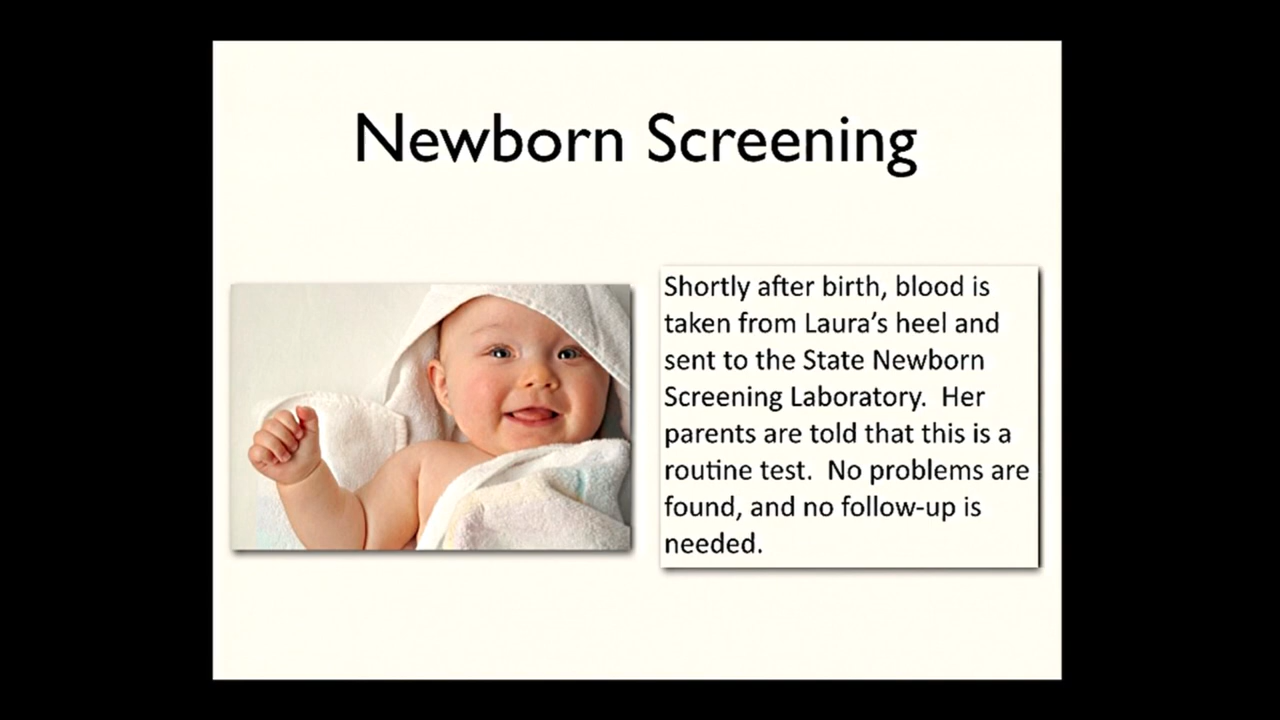 Newborn Screening
Shortly after birth, blood is
taken from Laura’s heel and
sent to the State Newborn
Screening Laboratory.  Her
parents are told that this is a
routine test.  No problems are
found, and no follow-up is
needed.